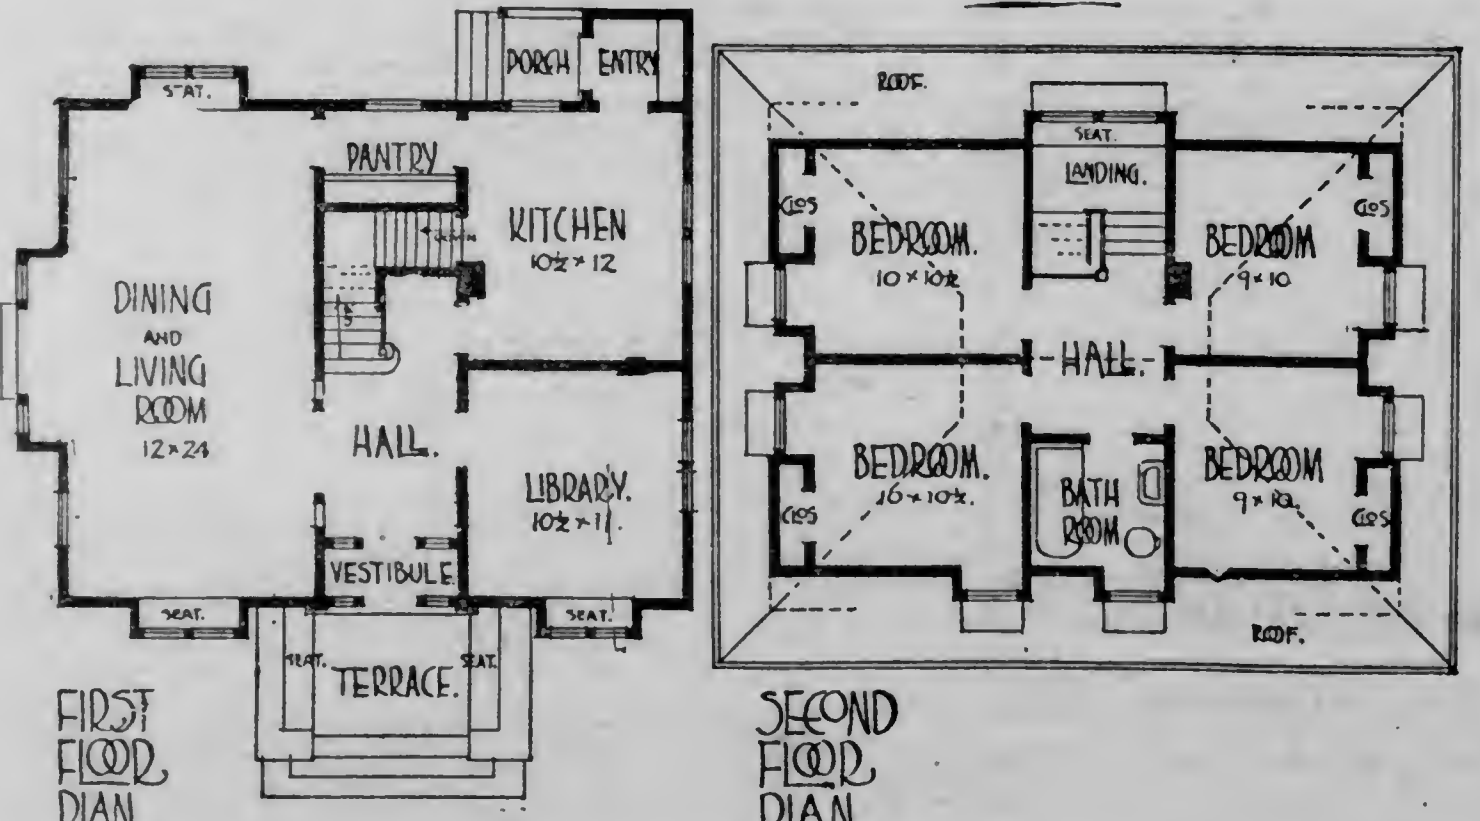 PORCH
ENTRY
SEAT.
PANTRY
KITCHEN
10½ × 12
DOWN
DINING
AND
LIVING
ROOM
12×24
UP
HALL.
LIBRARY.
10½ × 11.
VESTIBULE
SEAT.
SEAT.
SEAT.
SEAT.
TERRACE.
FIRST
FLOOR
PLAN
ROOF.
SEAT.
LANDING.
CLOS
CLOS
BEDROOM.
10 × 10½
BEDROOM
9×10
HALL.
BEDROOM.
16 × 10½.
BEDROOM
9 × 10
BATH
ROOM
CLOS
CLOS
ROOF.
SECOND
FLOOR
PLAN